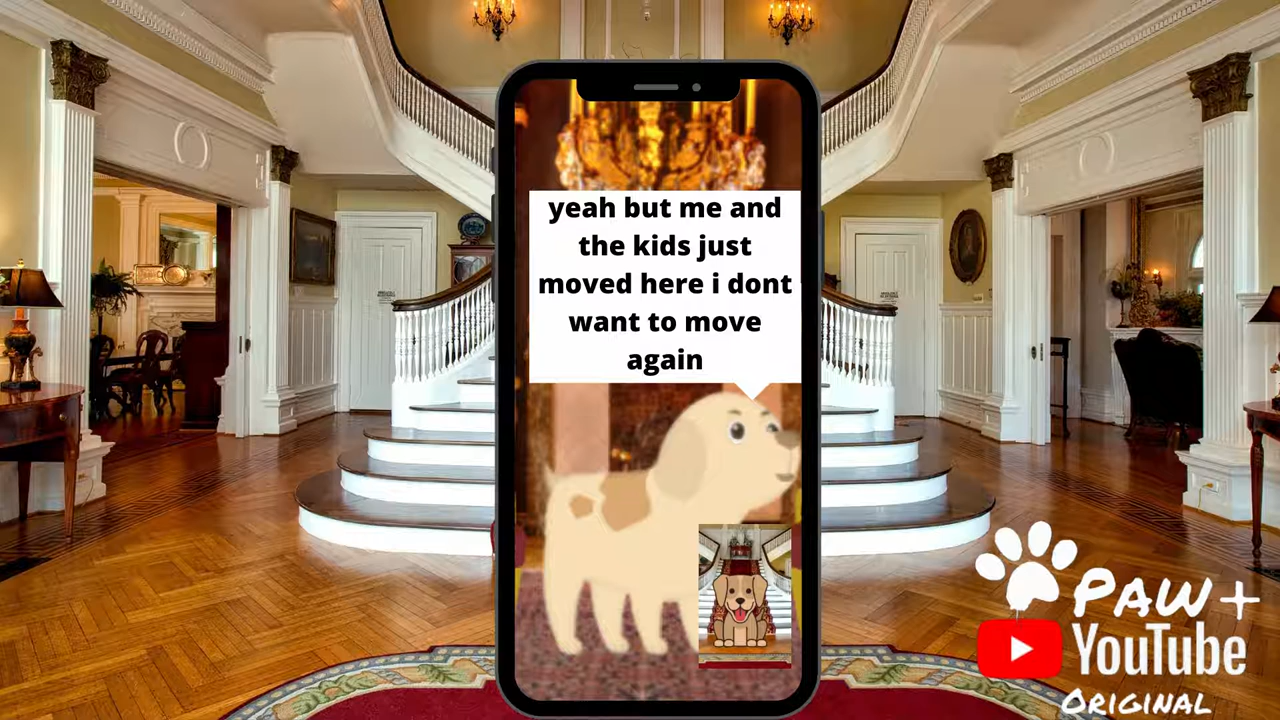 yeah but me and
the kids just
moved here i dont
want to move
again
PAW+
YouTube
ORIGINAL